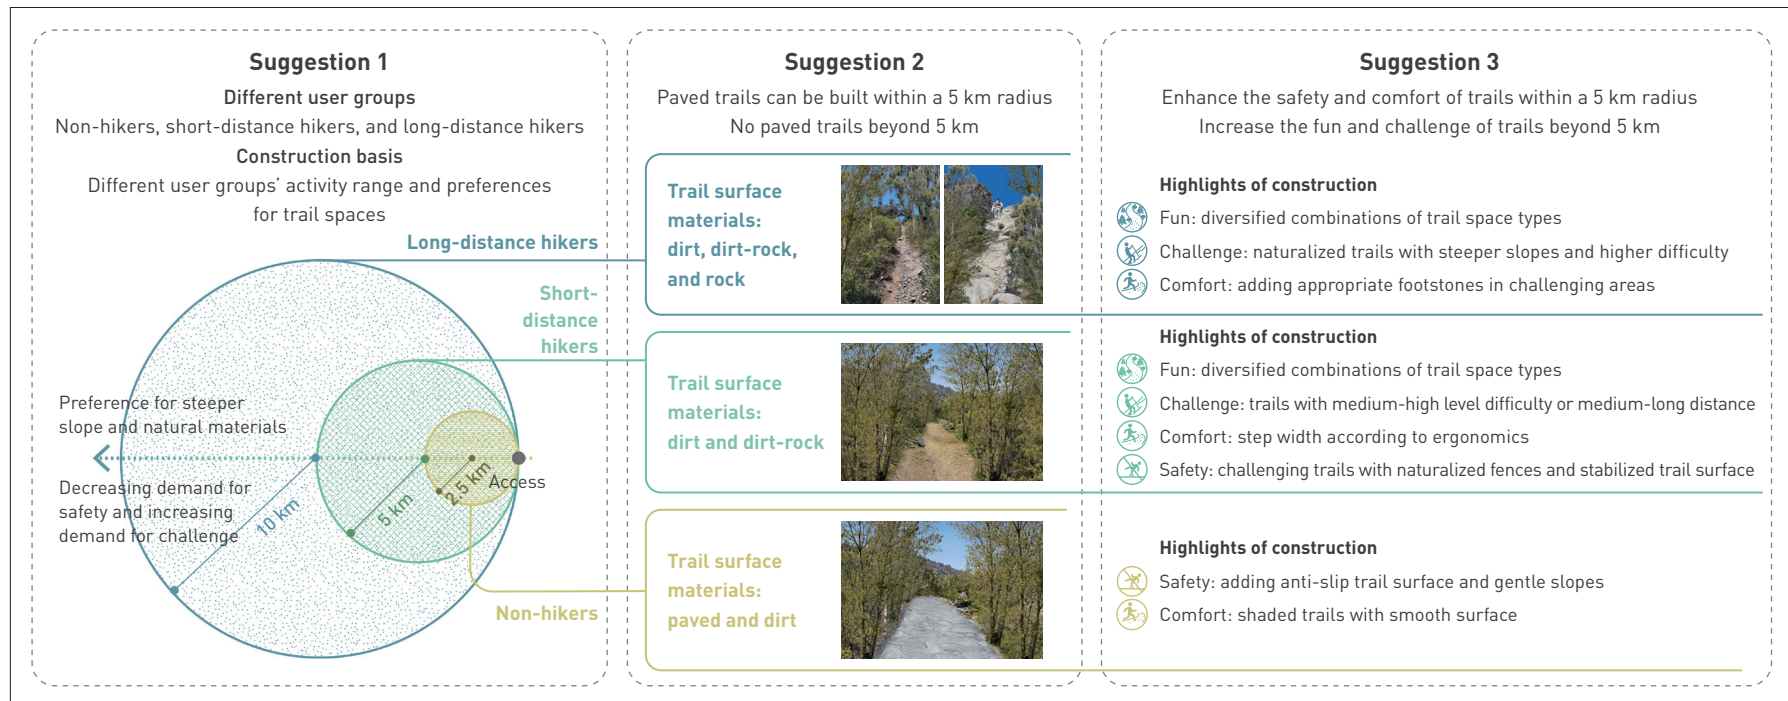 Suggestion 1
Different user groups
Non-hikers, short-distance hikers, and long-distance hikers
Construction basis
Different user groups’ activity range and preferences
for trail spaces
Long-distance hikers
Short-
distance
hikers
Preference for steeper
slope and natural materials
Decreasing demand for
safety and increasing
demand for challenge
10 km
5 km
2.5 km
Access
Non-hikers
Suggestion 2
Paved trails can be built within a 5 km radius
No paved trails beyond 5 km
Trail surface
materials:
dirt, dirt-rock,
and rock
Trail surface
materials:
dirt and dirt-rock
Trail surface
materials:
paved and dirt
Suggestion 3
Enhance the safety and comfort of trails within a 5 km radius
Increase the fun and challenge of trails beyond 5 km
Highlights of construction
Fun: diversified combinations of trail space types
Challenge: naturalized trails with steeper slopes and higher difficulty
Comfort: adding appropriate footstones in challenging areas
Highlights of construction
Fun: diversified combinations of trail space types
Challenge: trails with medium-high level difficulty or medium-long distance
Comfort: step width according to ergonomics
Safety: challenging trails with naturalized fences and stabilized trail surface
Highlights of construction
Safety: adding anti-slip trail surface and gentle slopes
Comfort: shaded trails with smooth surface